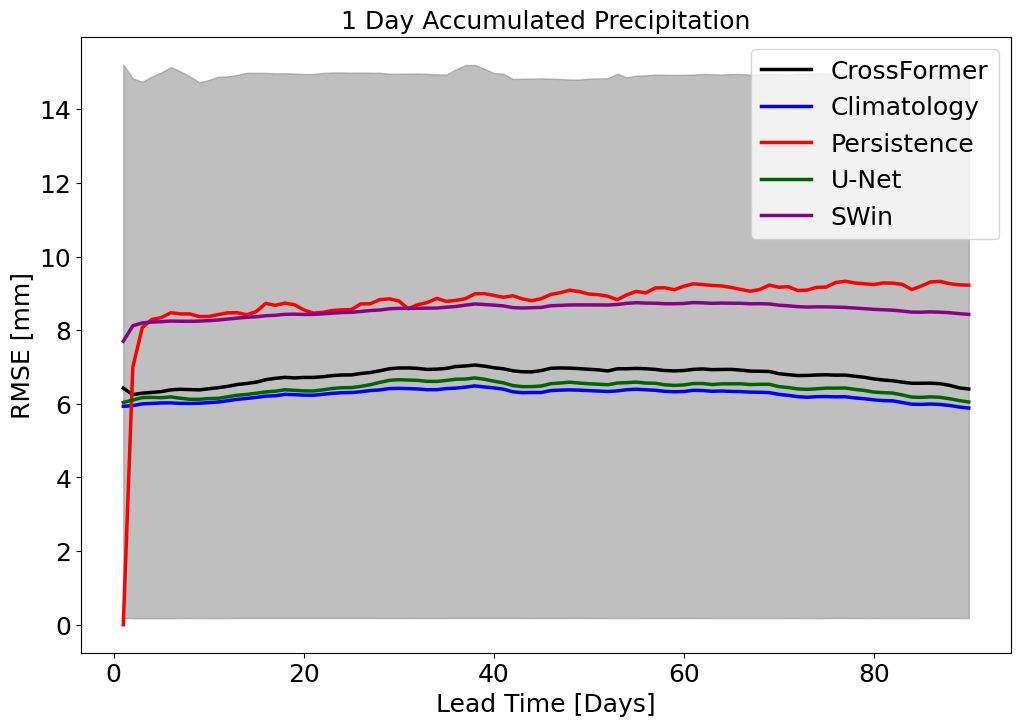 1 Day Accumulated Precipitation
CrossFormer
Climatology
Persistence
U-Net
SWin
RMSE [mm]
14
12
10
8
6
4
2
0
0 20 40 60 80
Lead Time [Days]